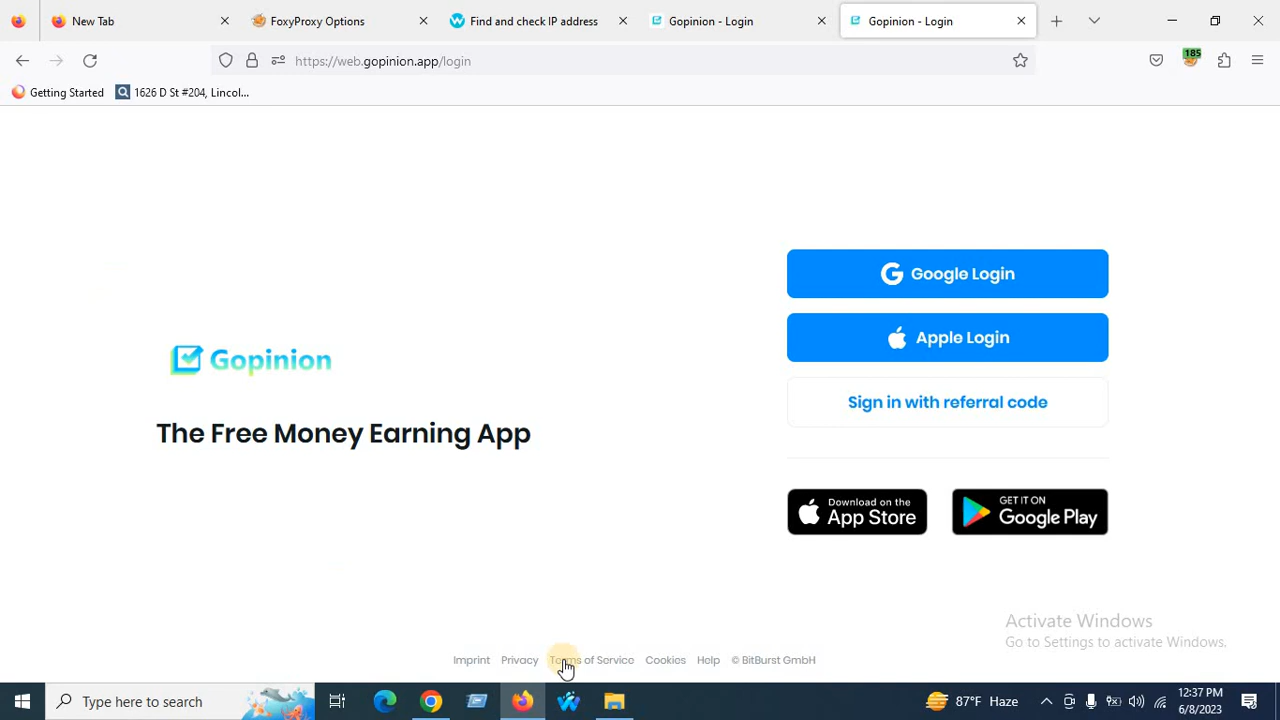 New Tab
FoxyProxy Options
Find and check IP address
Gopinion - Login
Gopinion - Login
https://web.gopinion.app/login
185
Getting Started
1626 D St #204, Lincol...
Google Login
Apple Login
Gopinion
Sign in with referral code
The Free Money Earning App
Download on the
App Store
GET IT ON
Google Play
Activate Windows
Go to Settings to activate Windows.
Imprint Privacy Terms of Service Cookies Help © BitBurst GmbH
Type here to search
87°F Haze
12:37 PM
6/8/2023